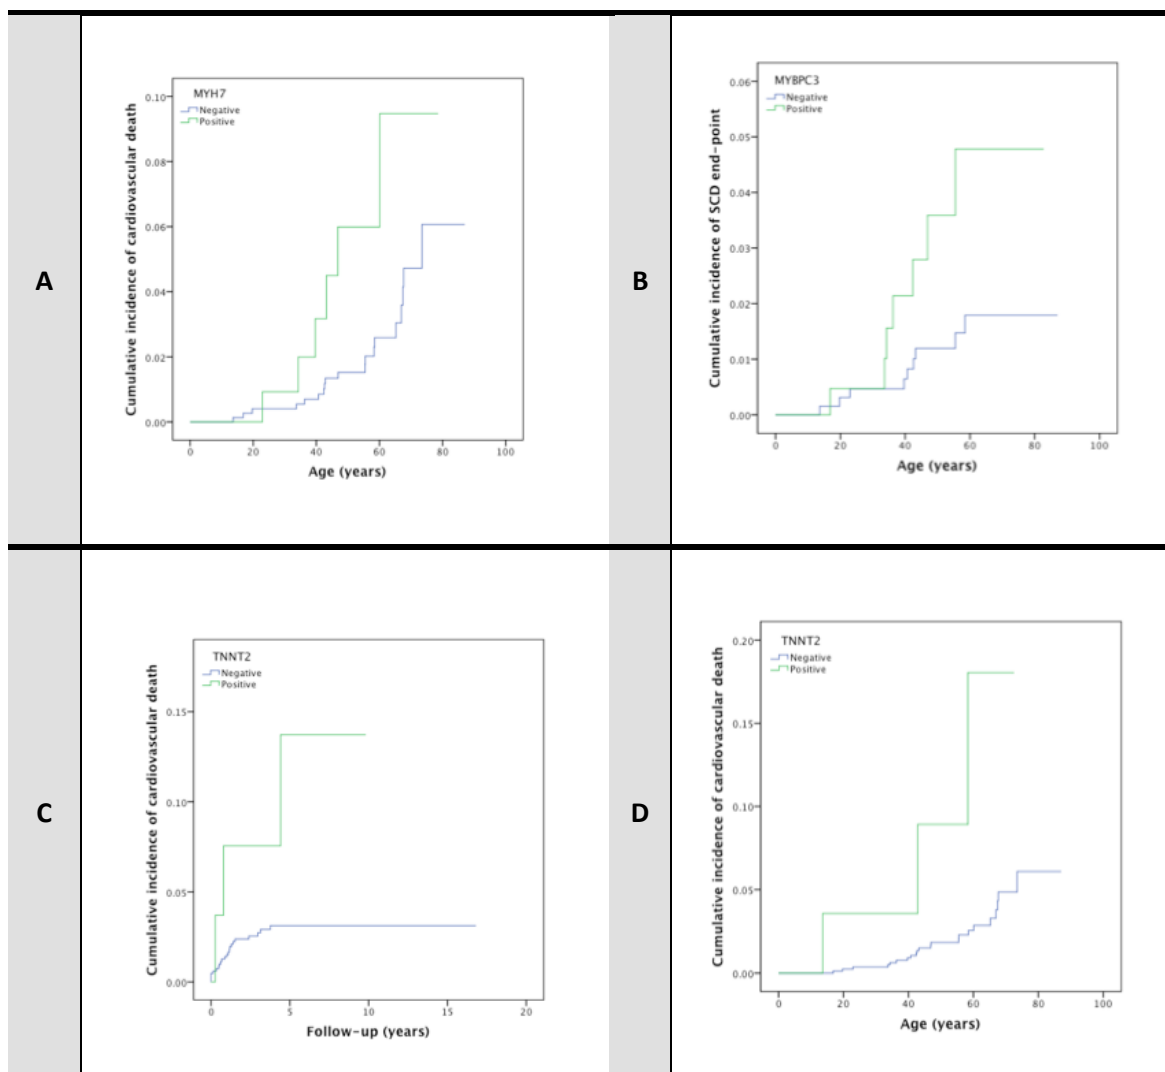 A
MYH7
Negative
Positive
Cumulative incidence of cardiovascular death
0.10
0.08
0.06
0.04
0.02
0.00
0 20 40 60 80 100
Age (years)
B
MYBPC3
Negative
Positive
Cumulative incidence of SCD end-point
0.06
0.05
0.04
0.03
0.02
0.01
0.00
0 20 40 60 80 100
Age (years)
C
TNNT2
Negative
Positive
Cumulative incidence of cardiovascular death
0.15
0.10
0.05
0.00
0 5 10 15 20
Follow-up (years)
D
TNNT2
Negative
Positive
Cumulative incidence of cardiovascular death
0.20
0.15
0.10
0.05
0.00
0 20 40 60 80 100
Age (years)